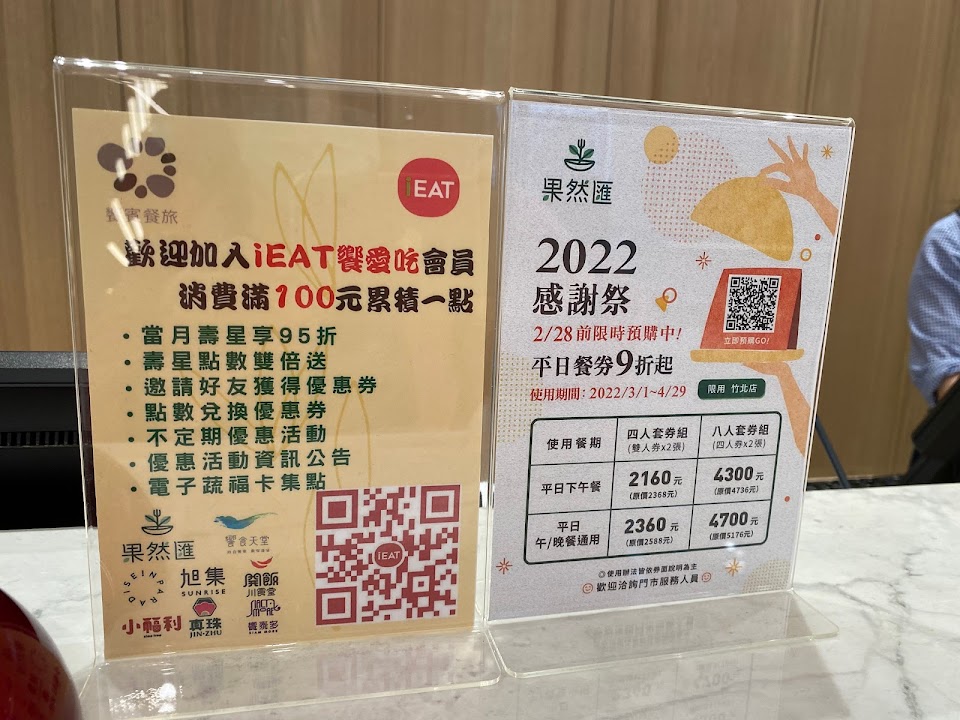 饗賓餐旅
iEAT
歡迎加入iEAT饗愛吃會員
消費滿100元累積一點
・當月壽星享95折
・壽星點數雙倍送
・邀請好友獲得優惠券
・點數兌換優惠券
・不定期優惠活動
・優惠活動資訊公告
・電子蔬福卡集點
iEAT
果然匯
饗食天堂
旭集
SUNRISE
開飯
川食堂
小福利
真珠
JIN-ZHU
饗泰多
SIAM MORE
果然匯
2022
感謝祭
2/28前限時預購中!
立即預購GO!
平日餐券9折起
使用期間:2022/3/1~4/29
限用 竹北店
使用餐期 四人套券組 八人套券組
(雙人券x2張) (四人券x2張)
平日下午餐 2160元 4300元
(原價2368元) (原價4736元)
平日 午/晚餐通用 2360元 4700元
(原價2588元) (原價5176元)
◎使用辦法皆依券面說明為主
歡迎洽詢門市服務人員